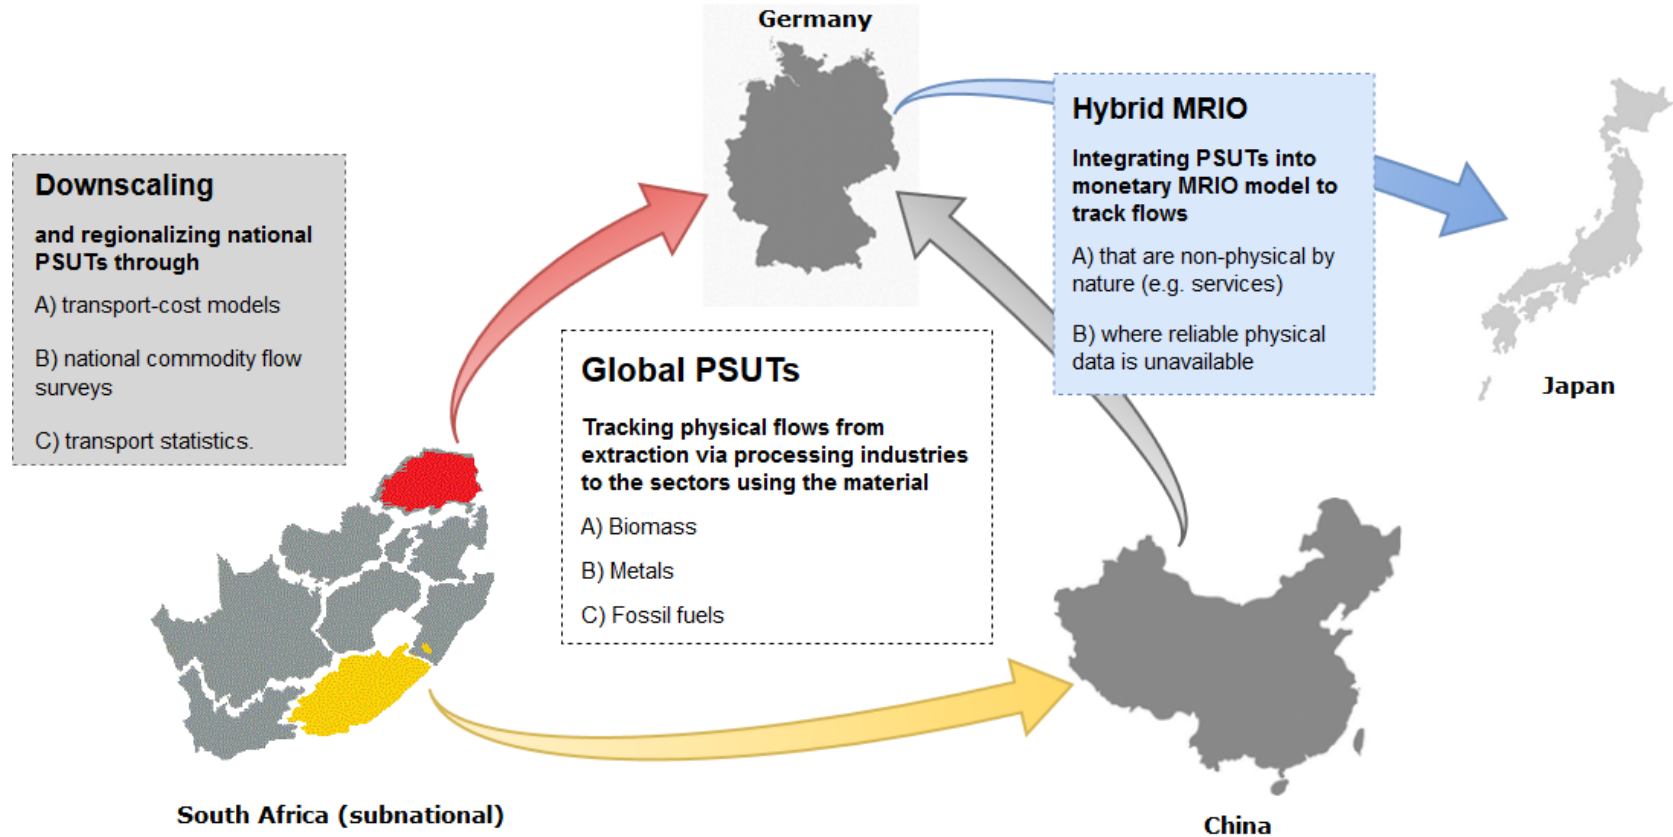 Germany
Downscaling
and regionalizing national
PSUTs through
A) transport-cost models
B) national commodity flow
surveys
C) transport statistics.
Hybrid MRIO
Integrating PSUTs into
monetary MRIO model to
track flows
A) that are non-physical by
nature (e.g. services)
B) where reliable physical
data is unavailable
Global PSUTs
Tracking physical flows from
extraction via processing industries
to the sectors using the material
A) Biomass
B) Metals
C) Fossil fuels
Japan
South Africa (subnational)
China